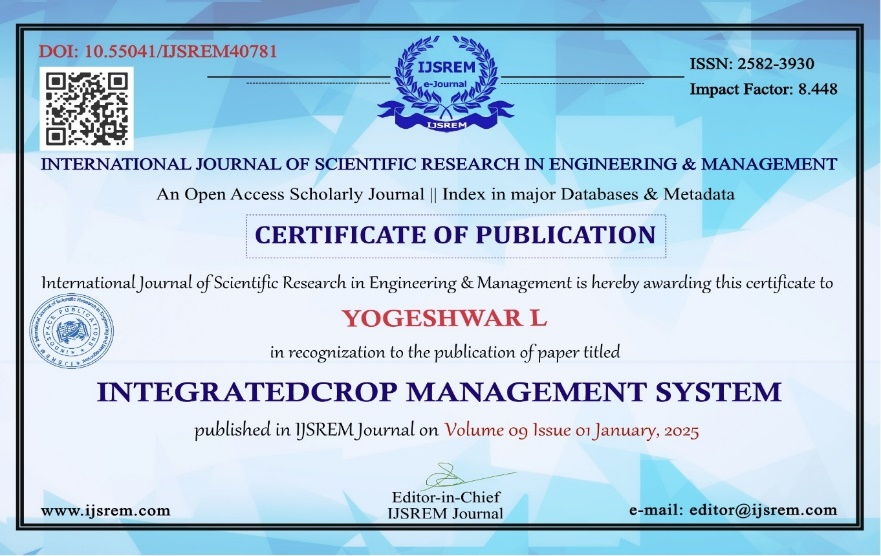 DOI: 10.55041/IJSREM40781
IJSREM
e-Journal
IJSREM
ISSN: 2582-3930
Impact Factor: 8.448
INTERNATIONAL JOURNAL OF SCIENTIFIC RESEARCH IN ENGINEERING & MANAGEMENT
An Open Access Scholarly Journal || Index in major Databases & Metadata
CERTIFICATE OF PUBLICATION
International Journal of Scientific Research in Engineering & Management is hereby awarding this certificate to
YOGESHWAR L
in recognization to the publication of paper titled
INTEGRATEDCROP MANAGEMENT SYSTEM
published in IJSREM Journal on Volume 09 Issue 01 January, 2025
Editor-in-Chief
IJSREM Journal
www.ijsrem.com
e-mail: editor@ijsrem.com